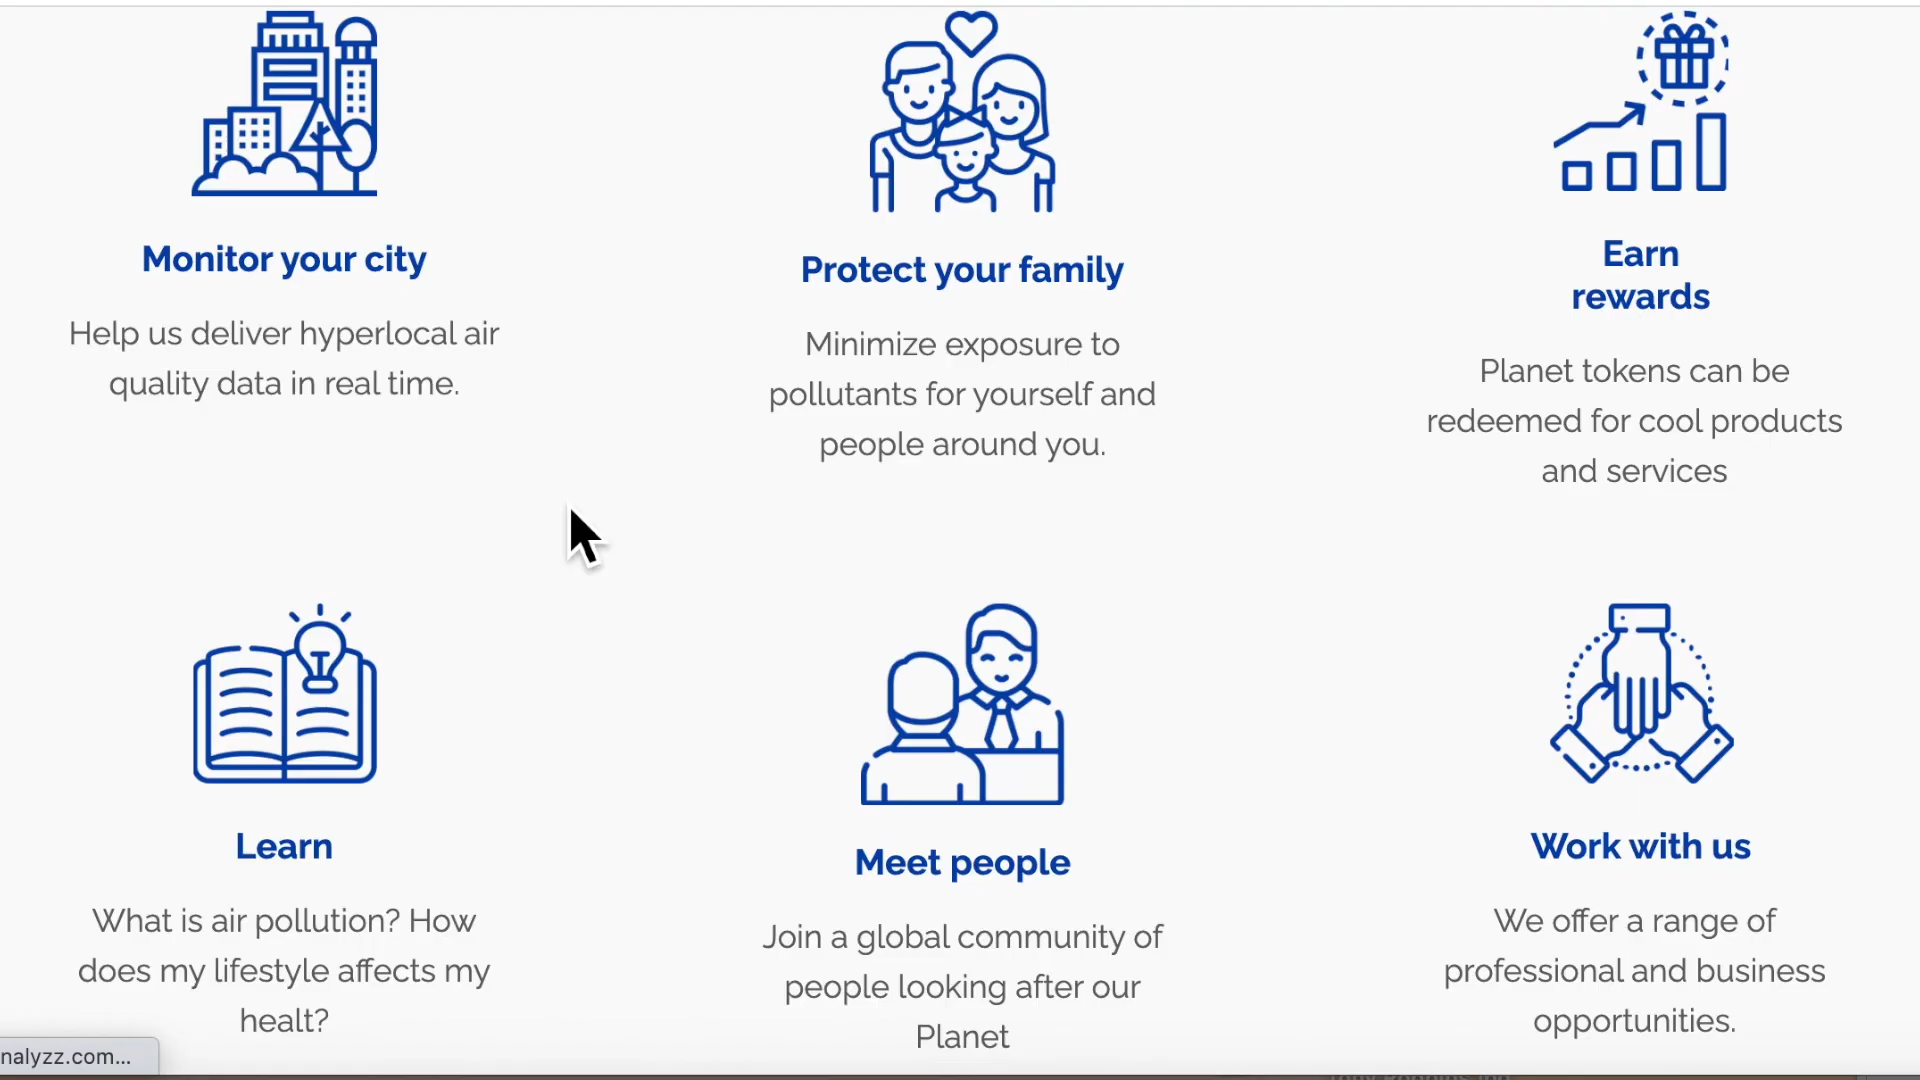 Monitor your city
Help us deliver hyperlocal air
quality data in real time.
Protect your family
Minimize exposure to
pollutants for yourself and
people around you.
Earn
rewards
Planet tokens can be
redeemed for cool products
and services
Learn
What is air pollution? How
does my lifestyle affects my
healt?
Meet people
Join a global community of
people looking after our
Planet
Work with us
We offer a range of
professional and business
opportunities.
nalyzz.com...